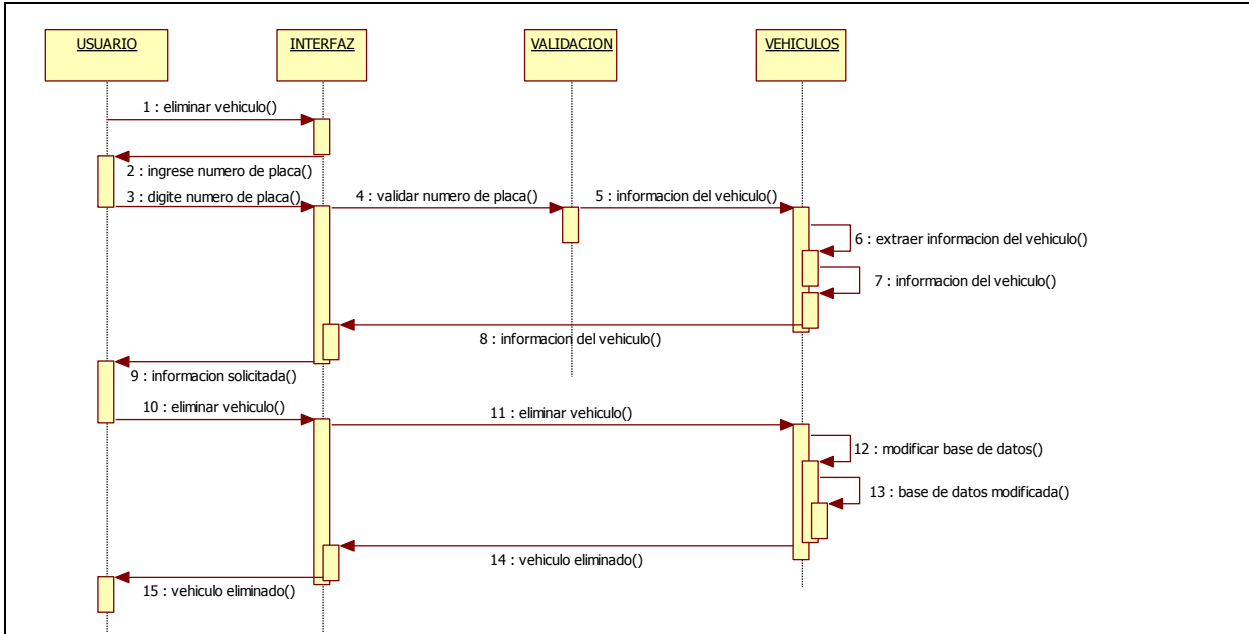 USUARIO
INTERFAZ
VALIDACION
VEHICULOS
1 : eliminar vehiculo()
2 : ingrese numero de placa()
3 : digite numero de placa()
4 : validar numero de placa()
5 : informacion del vehiculo()
6 : extraer informacion del vehiculo()
7 : informacion del vehiculo()
8 : informacion del vehiculo()
9 : informacion solicitada()
10 : eliminar vehiculo()
11 : eliminar vehiculo()
12 : modificar base de datos()
13 : base de datos modificada()
14 : vehiculo eliminado()
15 : vehiculo eliminado()